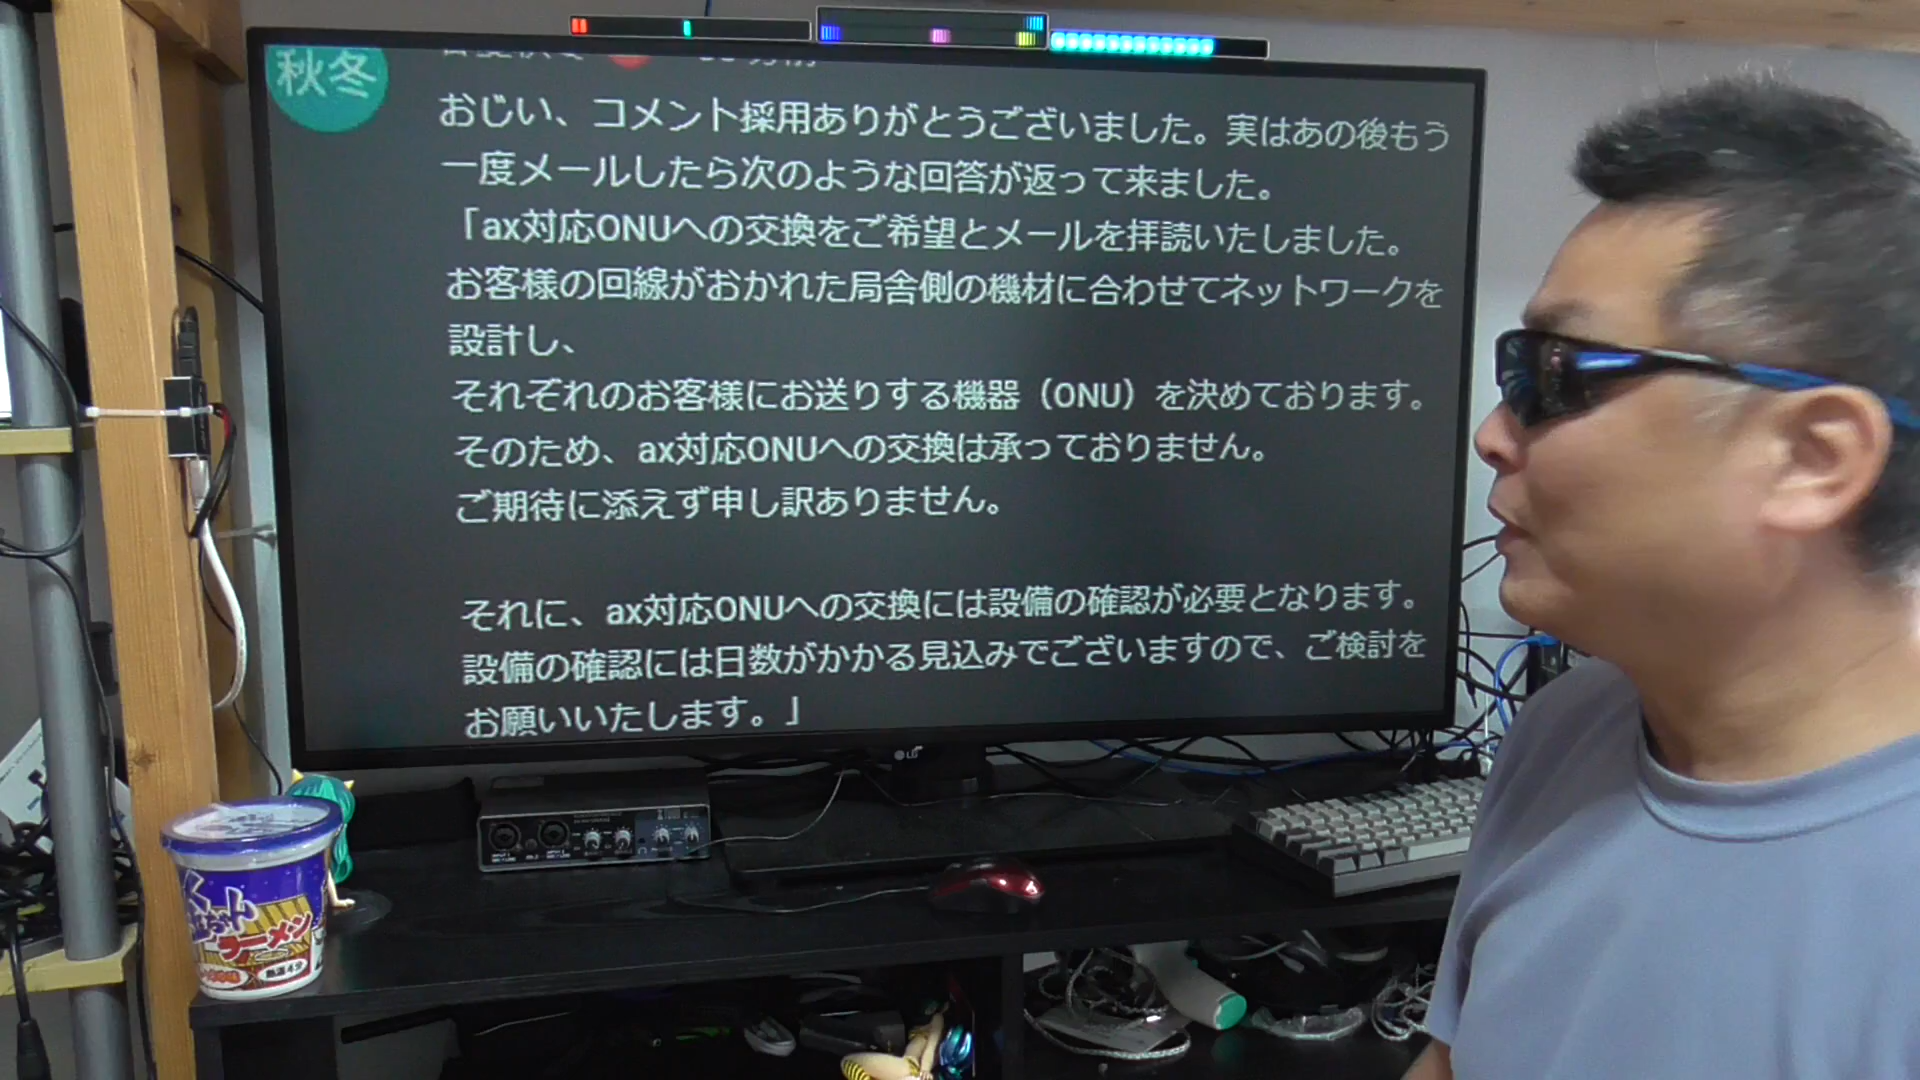 秋冬
おじい、コメント採用ありがとうございました。実はあの後もう
一度メールしたら次のような回答が返って来ました。
「ax対応ONUへの交換をご希望とメールを拝読いたしました。
お客様の回線がおかれた局舎側の機材に合わせてネットワークを
設計し、
それぞれのお客様にお送りする機器（ONU）を決めております。
そのため、ax対応ONUへの交換は承っておりません。
ご期待に添えず申し訳ありません。
それに、ax対応ONUへの交換には設備の確認が必要となります。
設備の確認には日数がかかる見込みでございますので、ご検討を
お願いいたします。」
LG
ラーメン